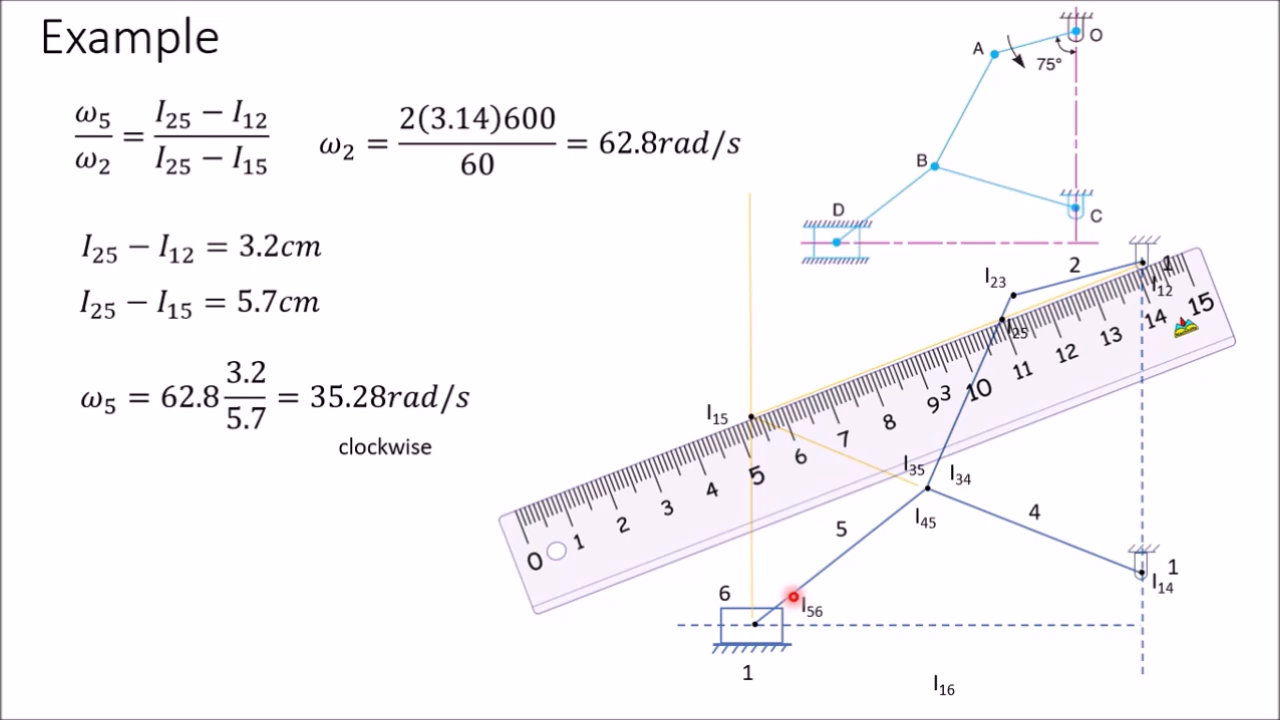 Example
ω₅/ω₂ = (I₂₅ − I₁₂)/(I₂₅ − I₁₅)
ω₂ = 2(3.14)600/60 = 62.8rad/s
I₂₅ − I₁₂ = 3.2cm
I₂₅ − I₁₅ = 5.7cm
ω₅ = 62.8 3.2/5.7 = 35.28rad/s
clockwise
O
A
75°
B
C
D
2
1
I₁₂
I₂₃
I₂₅
I₁₅
3
0 1 2 3 4 5 6 7 8 9 10 11 12 13 14 15
I₃₅
I₃₄
I₄₅
5
4
1
I₁₄
6
I₅₆
1
I₁₆